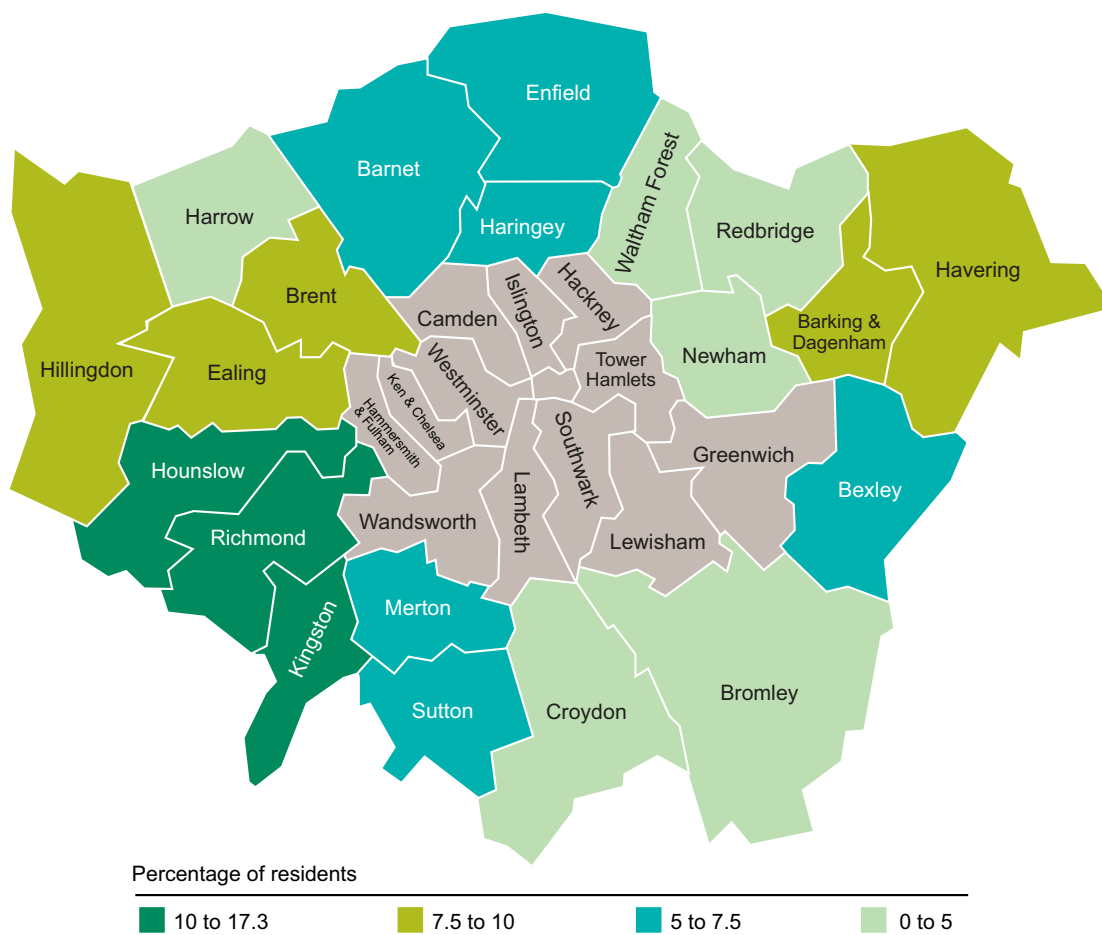 Enfield
Barnet
Waltham Forest
Haringey
Harrow
Redbridge
Havering
Brent
Islington
Hackney
Camden
Barking &
Dagenham
Hillingdon
Ealing
Westminster
Tower
Hamlets
Newham
Ken & Chelsea
Hammersmith
& Fulham
Southwark
Greenwich
Hounslow
Bexley
Lambeth
Wandsworth
Richmond
Lewisham
Merton
Kingston
Sutton
Croydon
Bromley
Percentage of residents
10 to 17.3
7.5 to 10
5 to 7.5
0 to 5